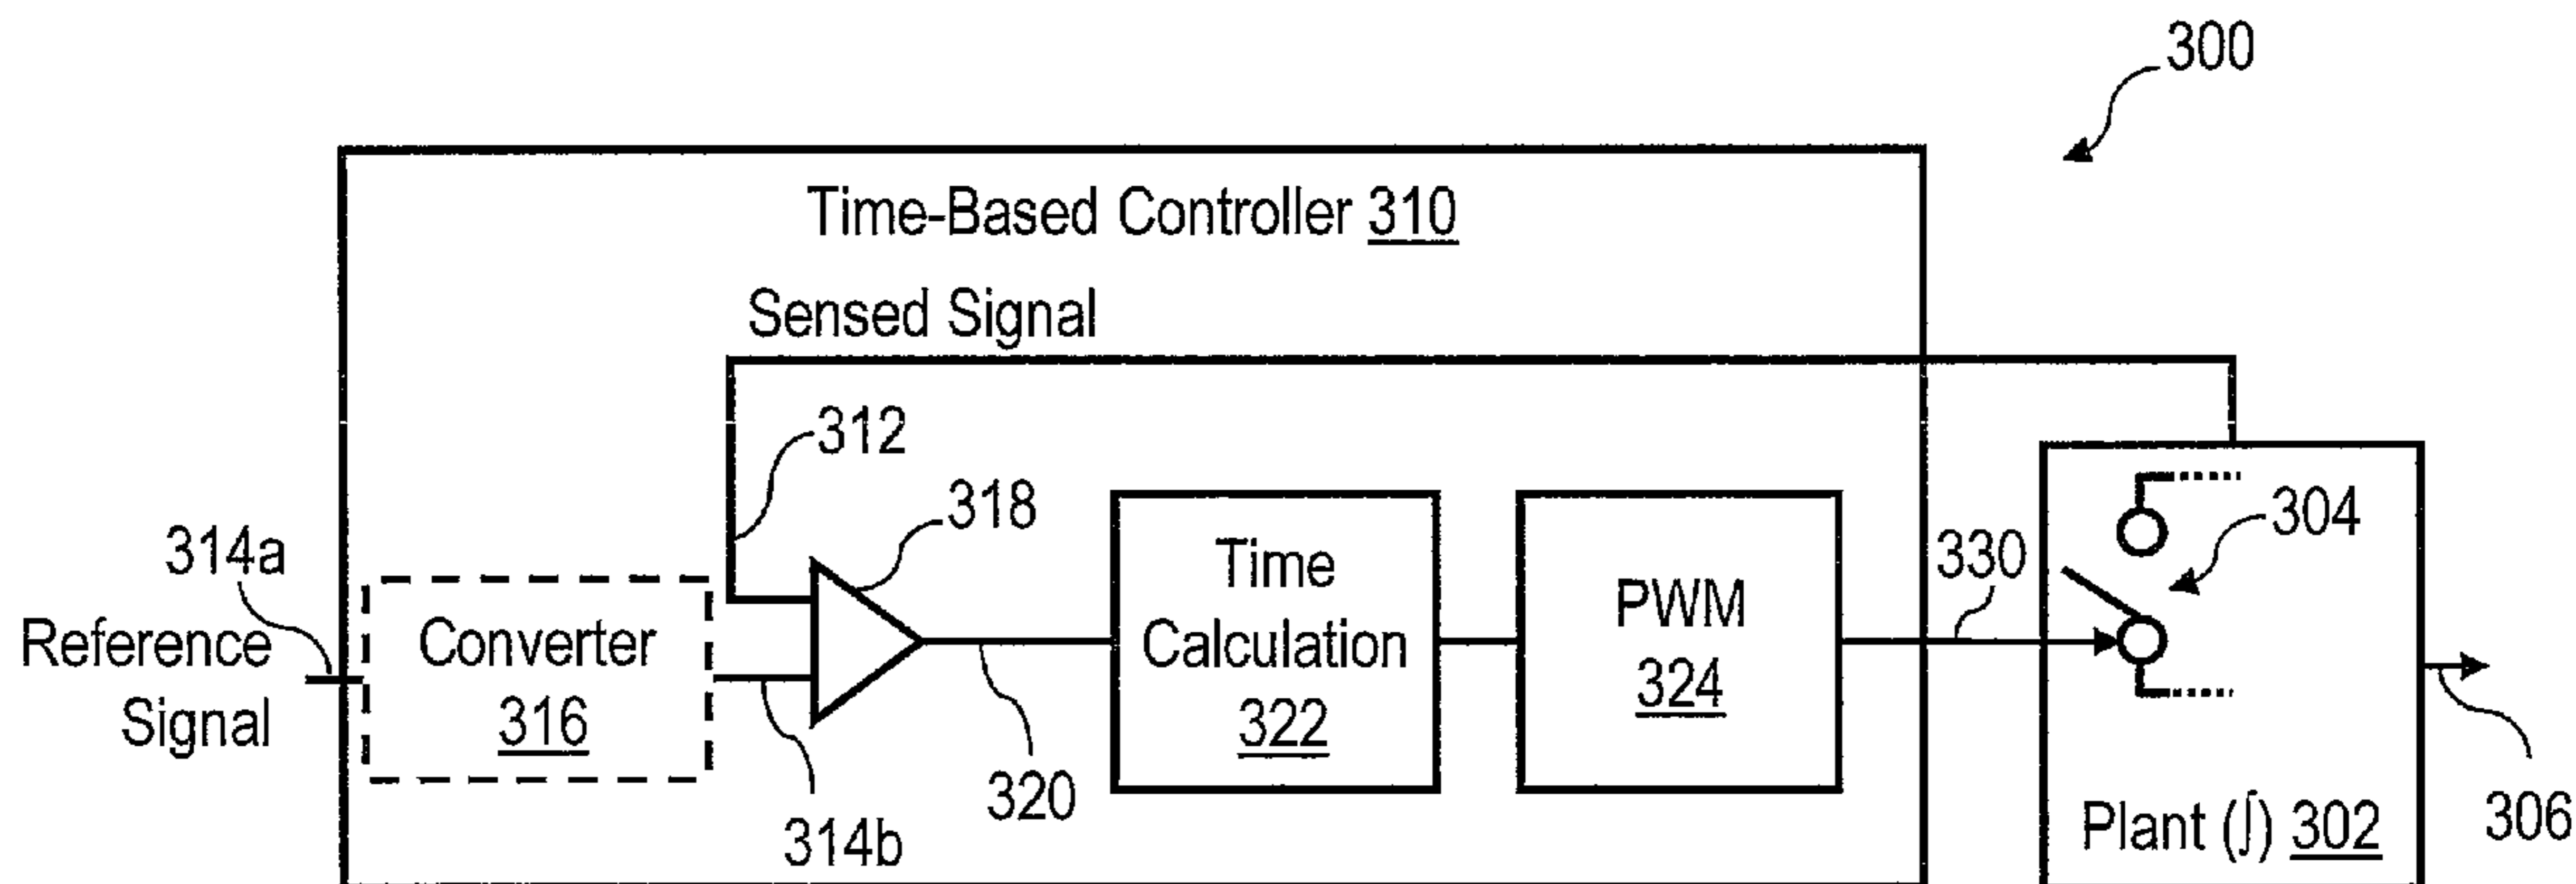 300
Time-Based Controller 310
Sensed Signal
312
318
314a
Reference
Signal
Converter
316
314b
320
Time
Calculation
322
PWM
324
330
304
Plant (∫) 302
306